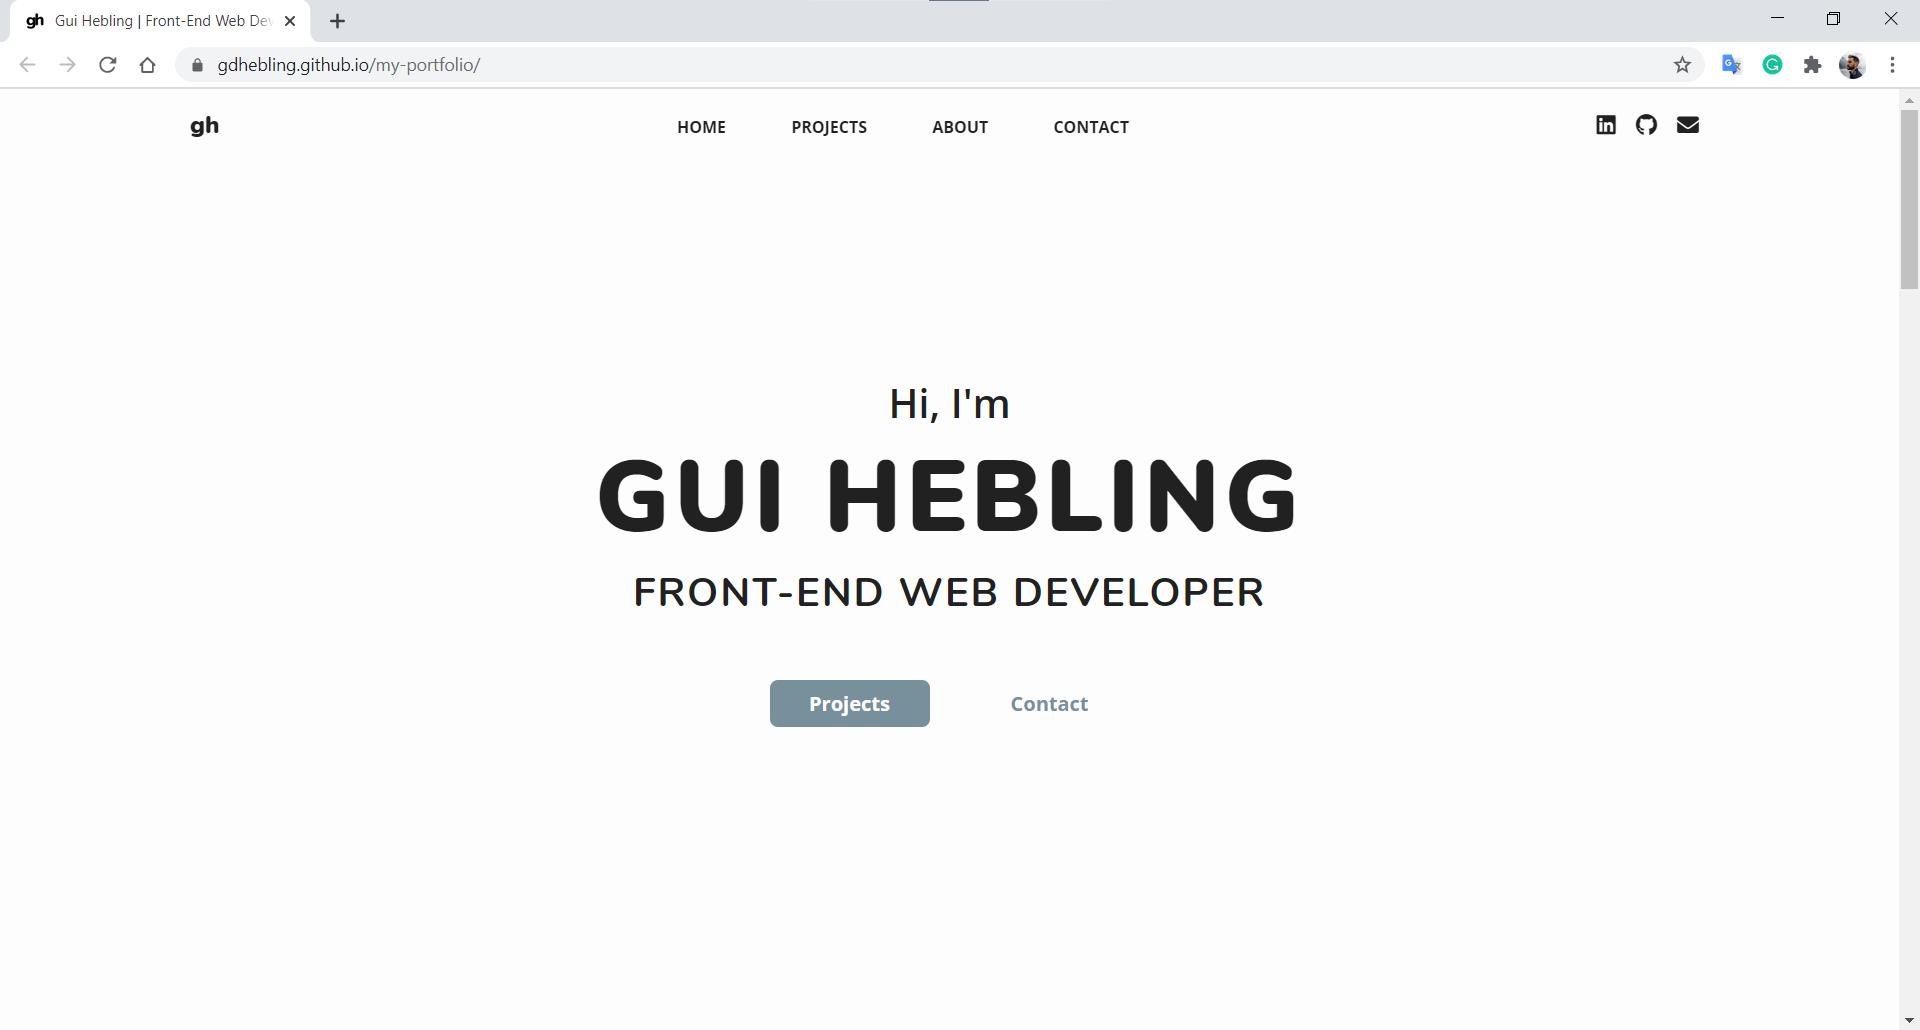 gh Gui Hebling | Front-End Web Dev
gdhebling.github.io/my-portfolio/
gh HOME PROJECTS ABOUT CONTACT
Hi, I'm
GUI HEBLING
FRONT-END WEB DEVELOPER
Projects Contact